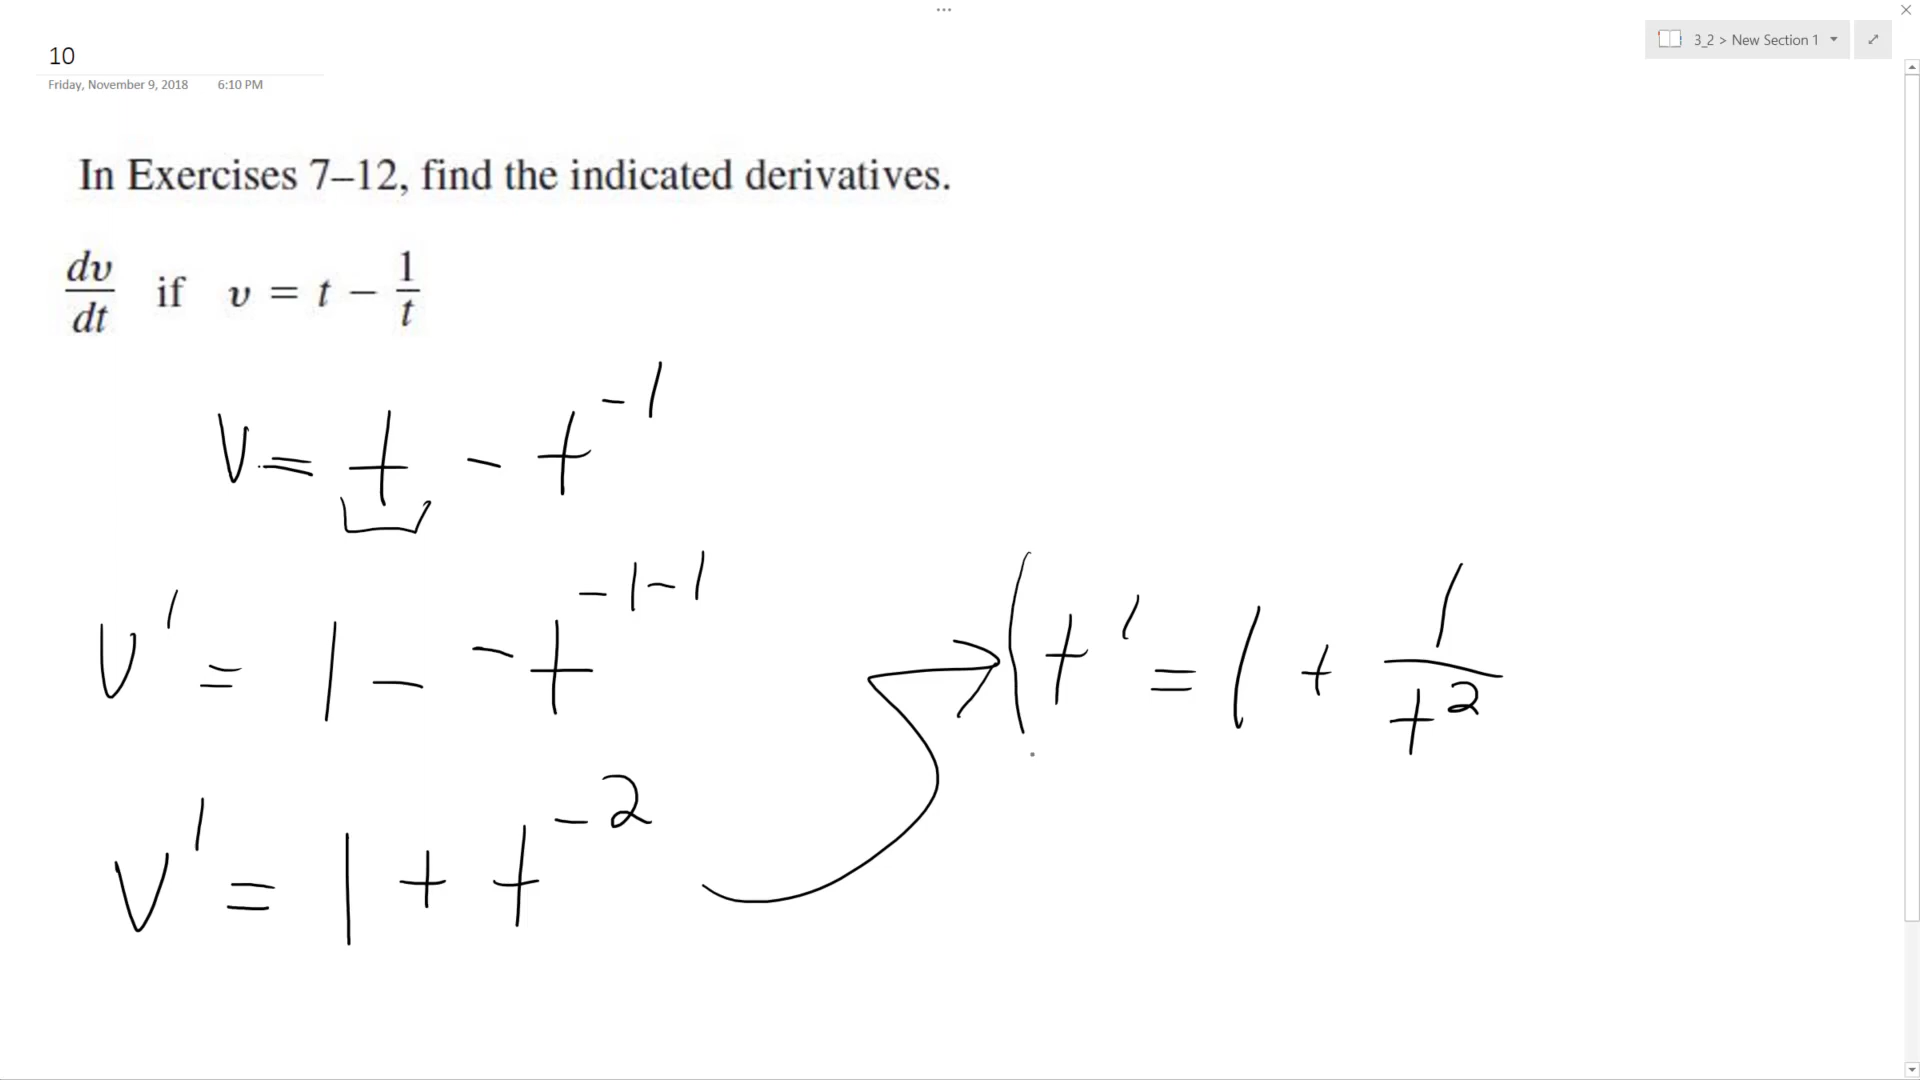 3_2 > New Section 1
10
Friday, November 9, 2018 6:10 PM
In Exercises 7–12, find the indicated derivatives.
dv/dt if v = t − 1/t
V = t - t^-1
V' = 1 - -t^-1-1
t' = 1 + 1/t^2
V' = 1 + t^-2